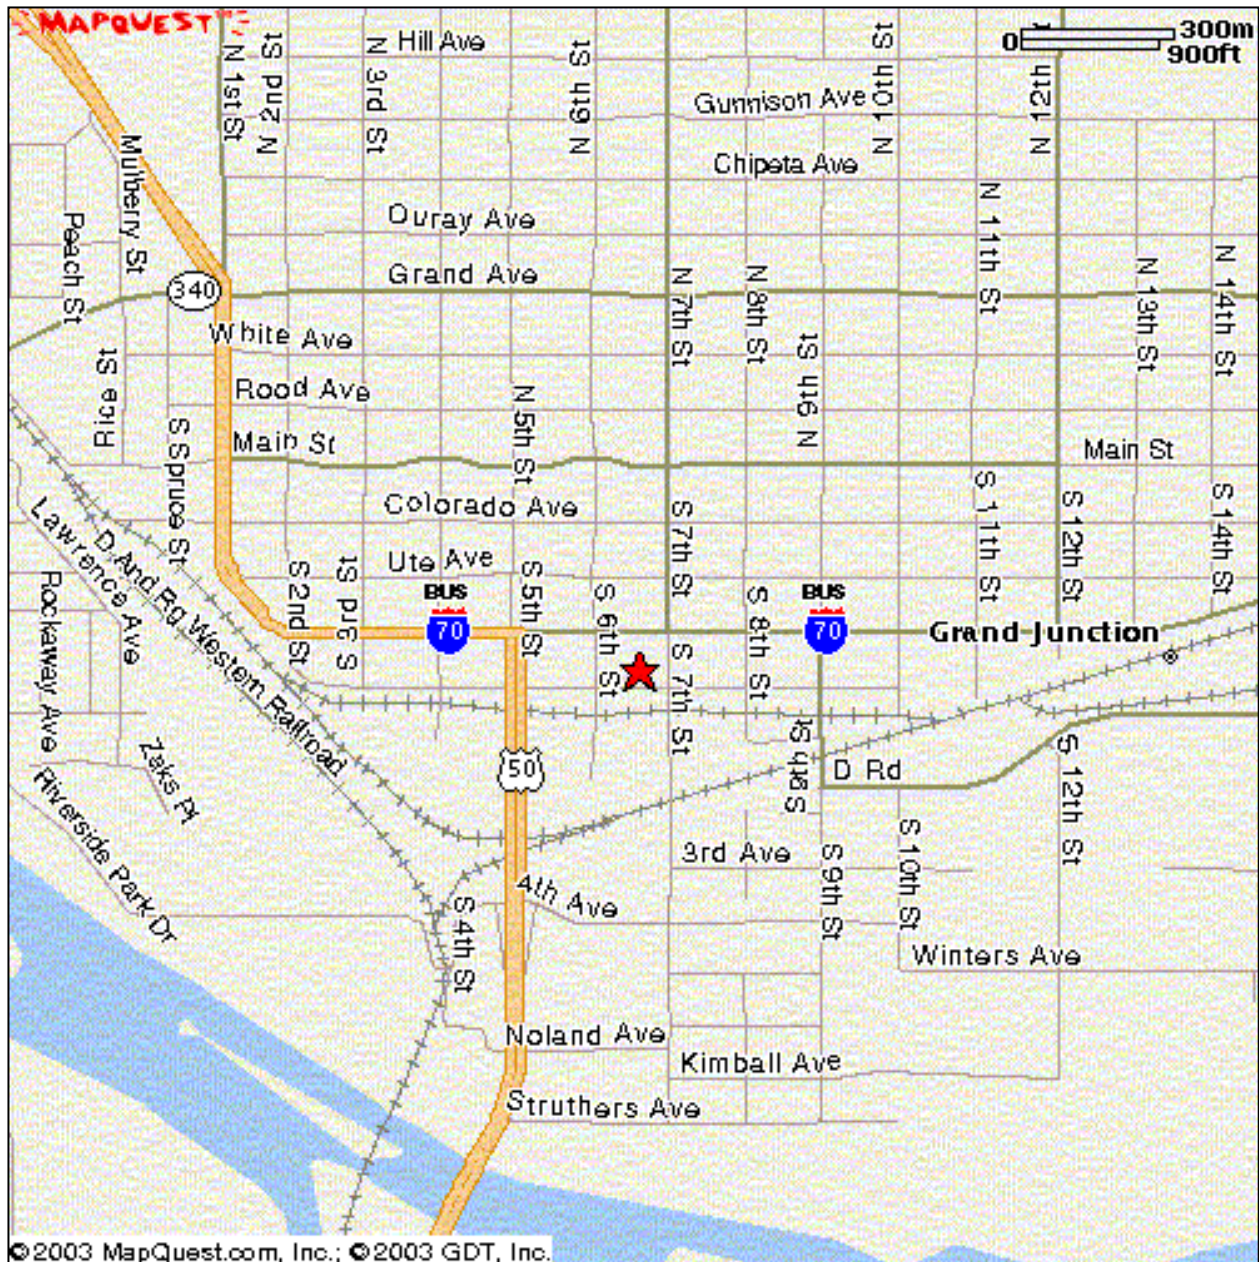 MAPQUEST
300m
0
900ft
Hill Ave
N 1st St
N 2nd St
N 3rd St
N 6th St
N 10th St
N 12th
Gunnison Ave
Chipeta Ave
Mulberry St
Peach St
Ouray Ave
N 11th St
Grand Ave
340
N 7th St
N 8th St
N 13th St
N 14th St
White Ave
Rice St
N 9th St
Rood Ave
N 5th St
Main St
Main St
S Spruce St
Colorado Ave
S 7th St
S 11th St
S 12th St
S 14th St
Lawrence Ave
D And Rg Western Railroad
Ute Ave
Rockaway Ave
S 2nd St
S 3rd St
BUS
70
S 5th St
S 6th St
S 8th St
BUS
70
Grand Junction
S 7th St
Zaks Pl
50
S 9th St
D Rd
S 12th St
Riverside Park Dr
3rd Ave
S 9th St
S 10th St
4th Ave
S 4th St
Winters Ave
Noland Ave
Kimball Ave
Struthers Ave
©2003 MapQuest.com, Inc.; ©2003 GDT, Inc.